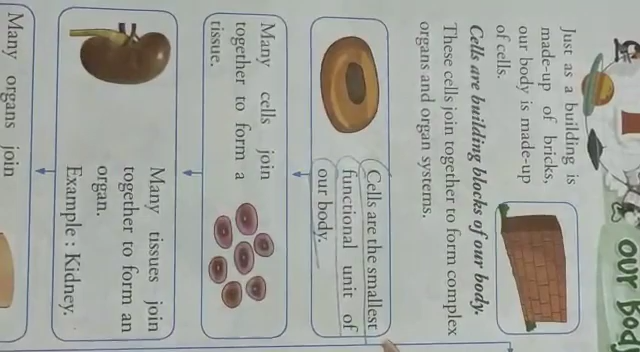 our body
Just as a building is
made-up of bricks,
our body is made-up
of cells.
Cells are building blocks of our body.
These cells join together to form complex
organs and organ systems.
Cells are the smallest
functional unit of
our body.
Many cells join
together to form a
tissue.
Many tissues join
together to form an
organ.
Example : Kidney.
Many organs join